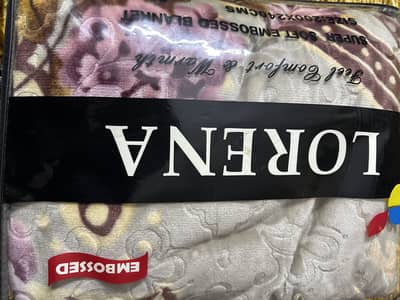 EMBOSSED
LORENA
Feel Comfort & Warmth
SUPER SOFT EMBOSSED BLANKET
SIZE:200X240CMS